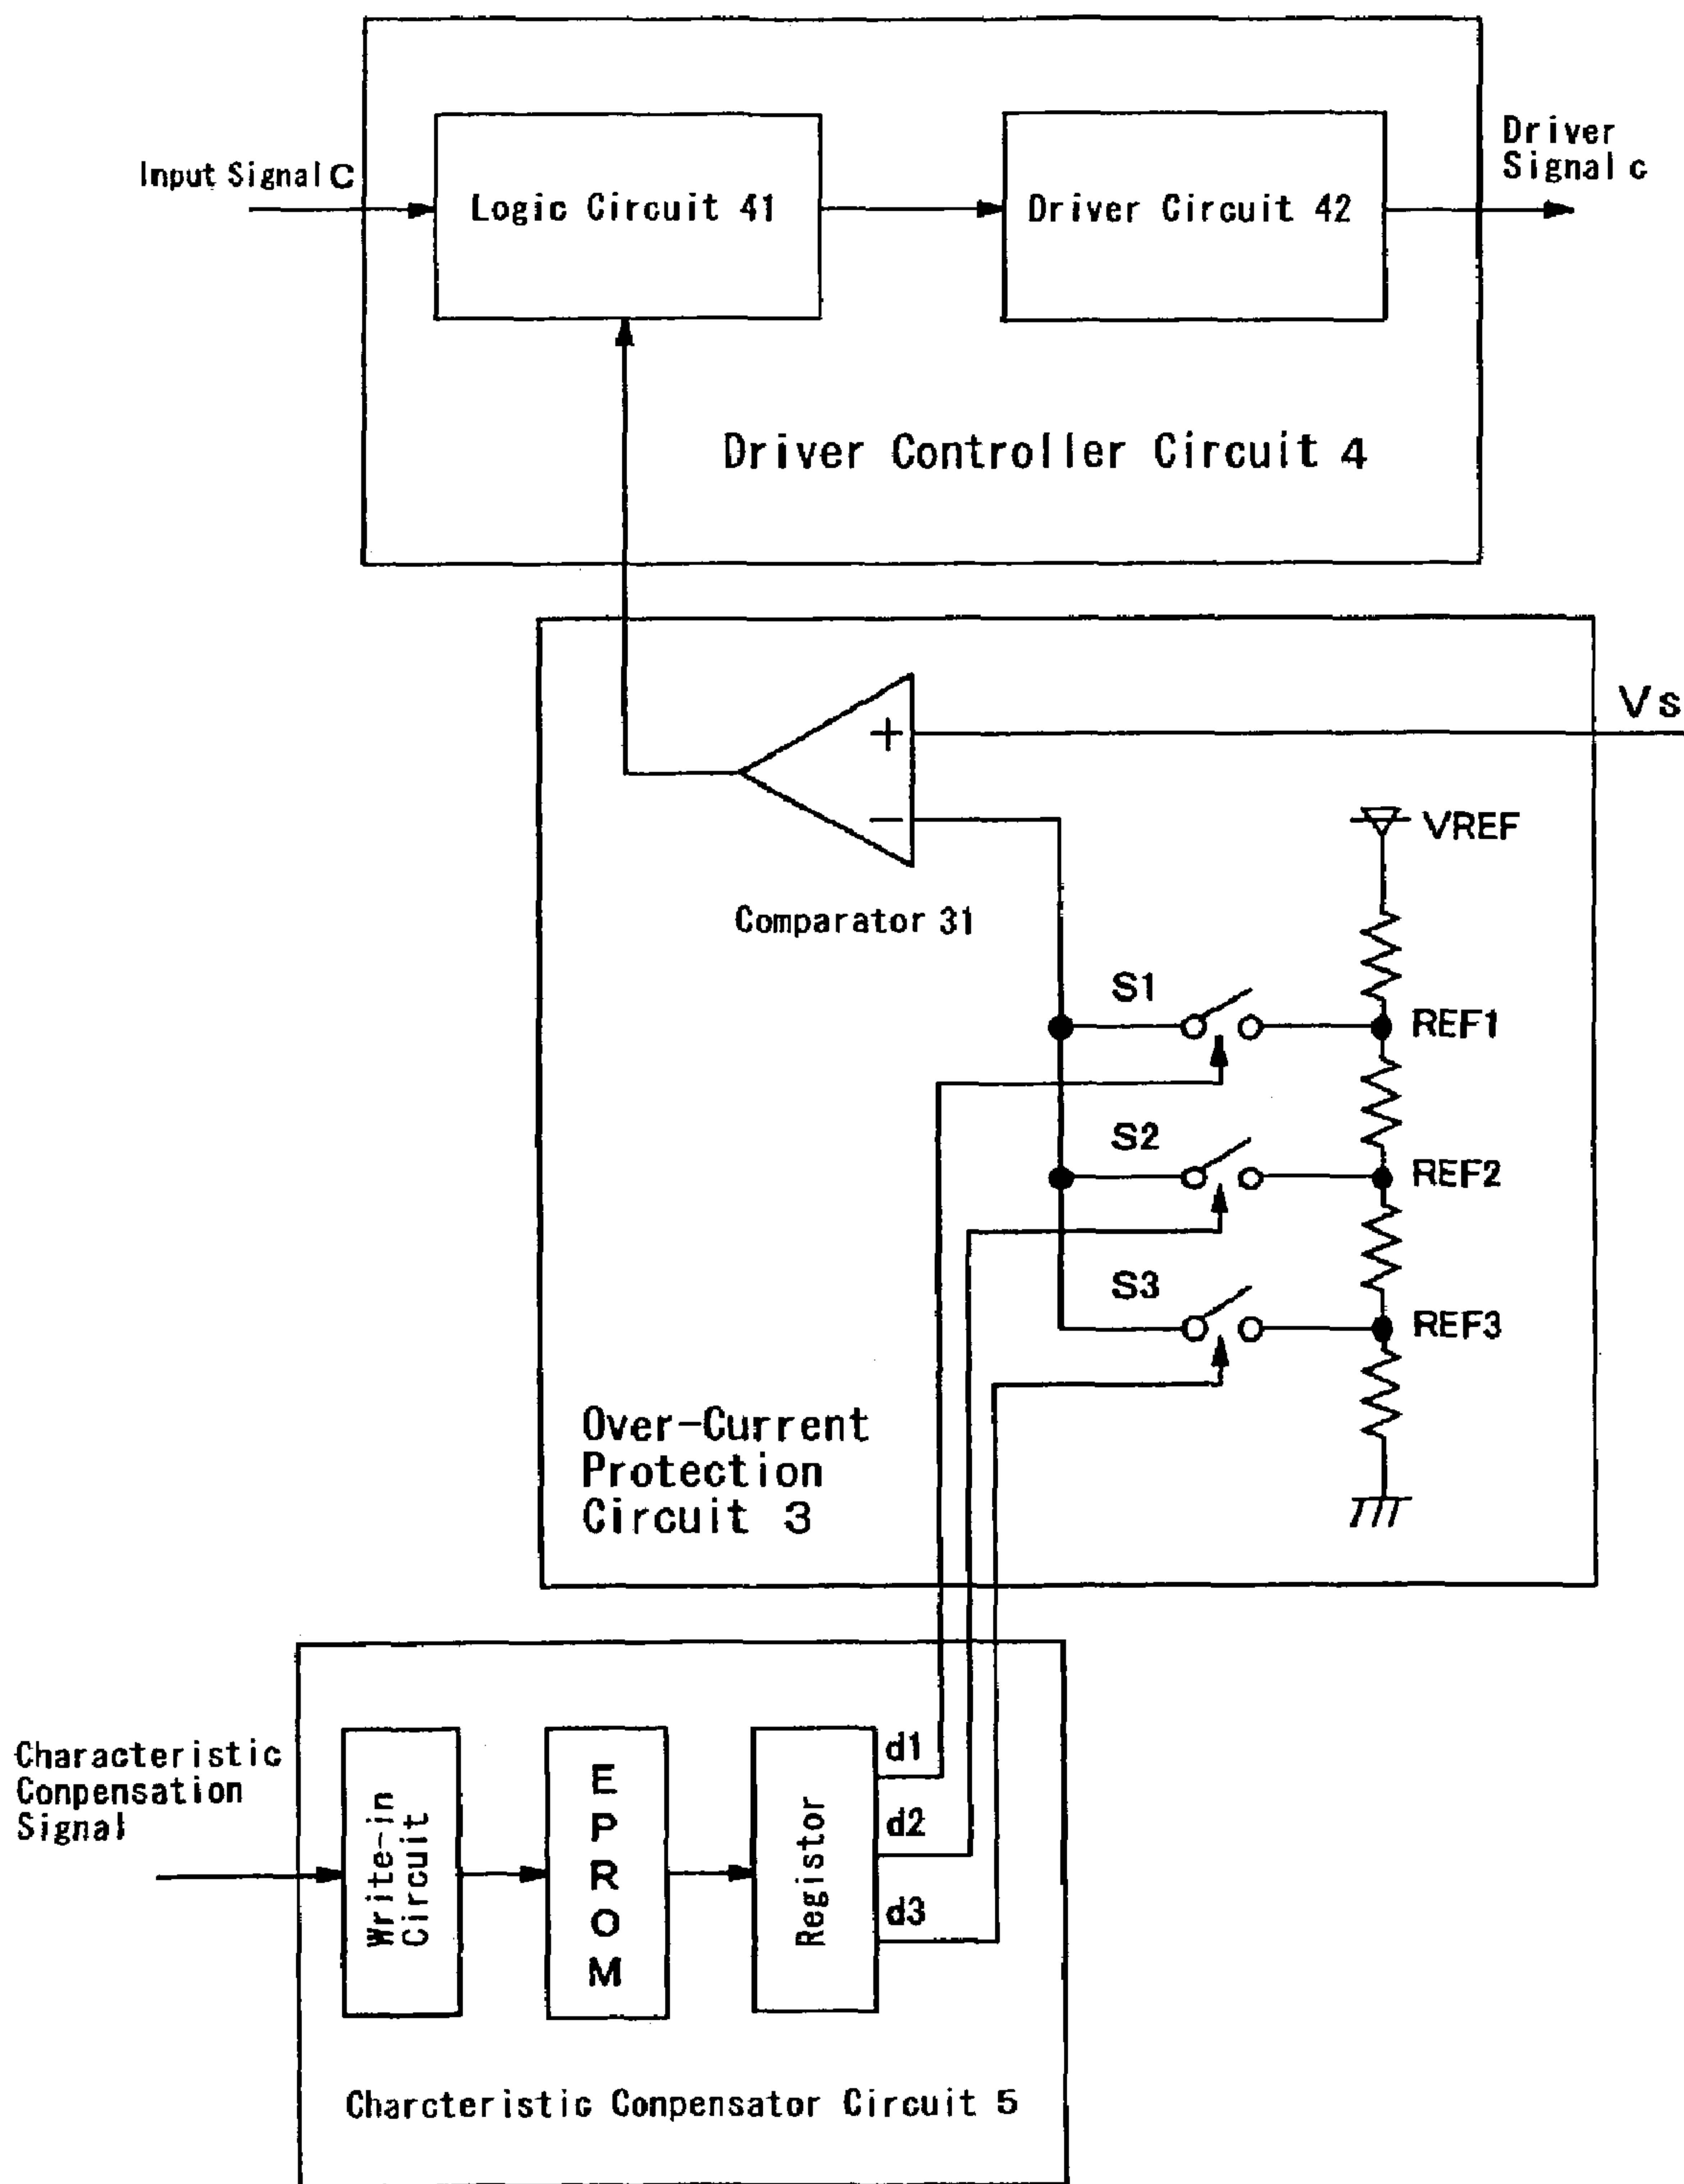 Input Signal C
Logic Circuit 41
Driver Circuit 42
Driver
Signal c
Driver Controller Circuit 4
Vs
+
−
VREF
Comparator 31
S1
REF1
S2
REF2
S3
REF3
Over-Current
Protection
Circuit 3
Characteristic
Conpensation
Signal
Write-in
Circuit
EPROM
Registor
d1
d2
d3
Charcteristic Conpensator Circuit 5